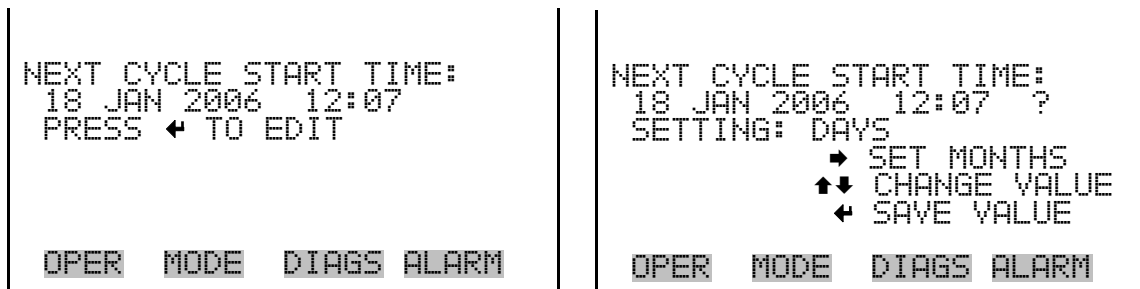 NEXT CYCLE START TIME:
18 JAN 2006 12:07
PRESS ↵ TO EDIT
OPER MODE DIAGS ALARM
NEXT CYCLE START TIME:
18 JAN 2006 12:07 ?
SETTING: DAYS
➡ SET MONTHS
⬆⬇ CHANGE VALUE
↵ SAVE VALUE
OPER MODE DIAGS ALARM